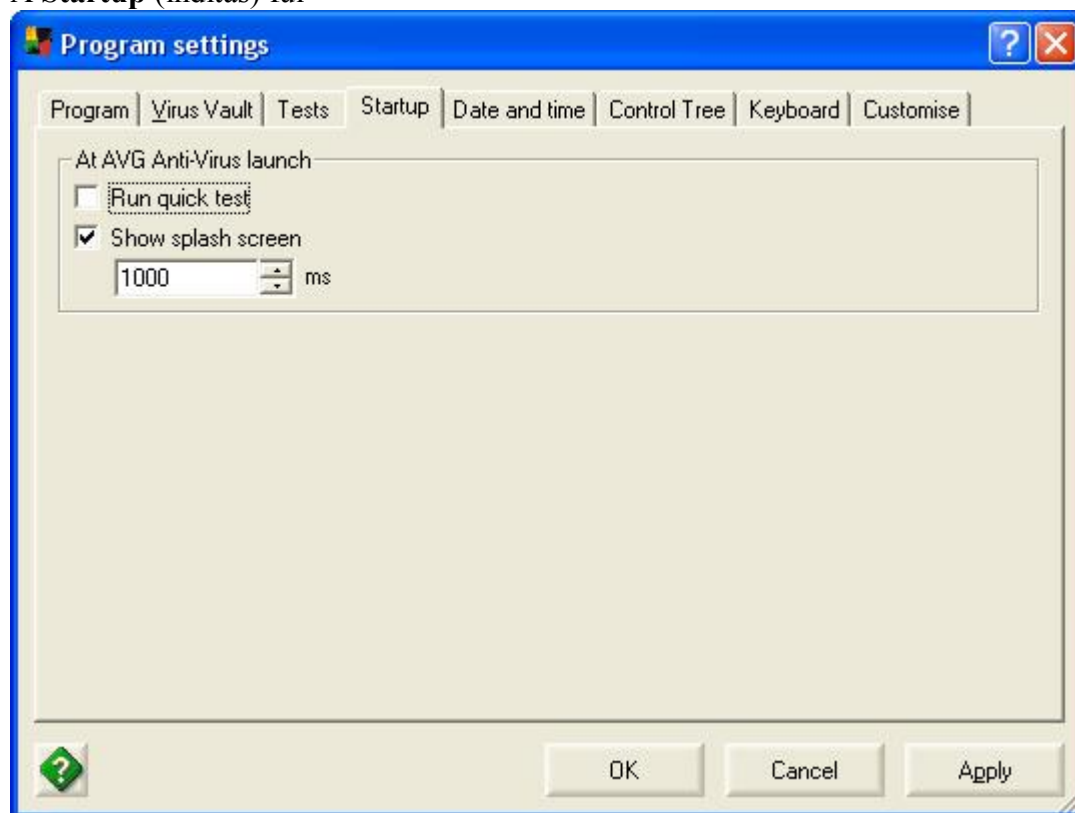 A Startup (indítás) fül
Program settings
Program Virus Vault Tests Startup Date and time Control Tree Keyboard Customise
At AVG Anti-Virus launch
Run quick test
Show splash screen
1000 ms
OK Cancel Apply